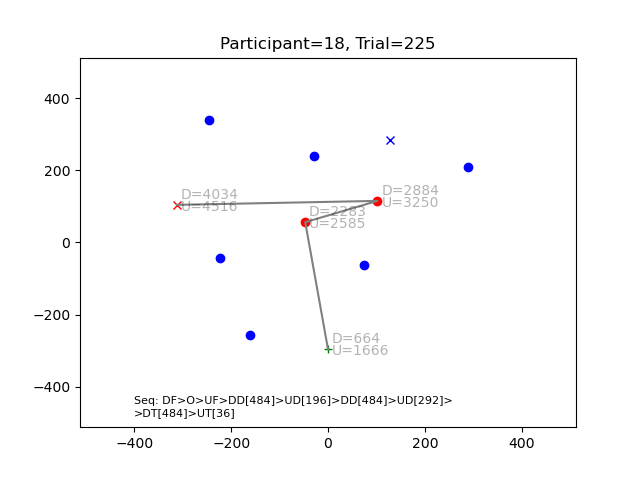 Participant=18, Trial=225
400
200
0
−200
−400
D=4034
U=4516
D=2884
U=3250
D=2283
U=2585
D=664
U=1666
Seq: DF>O>UF>DD[484]>UD[196]>DD[484]>UD[292]>
>DT[484]>UT[36]
−400
−200
0
200
400